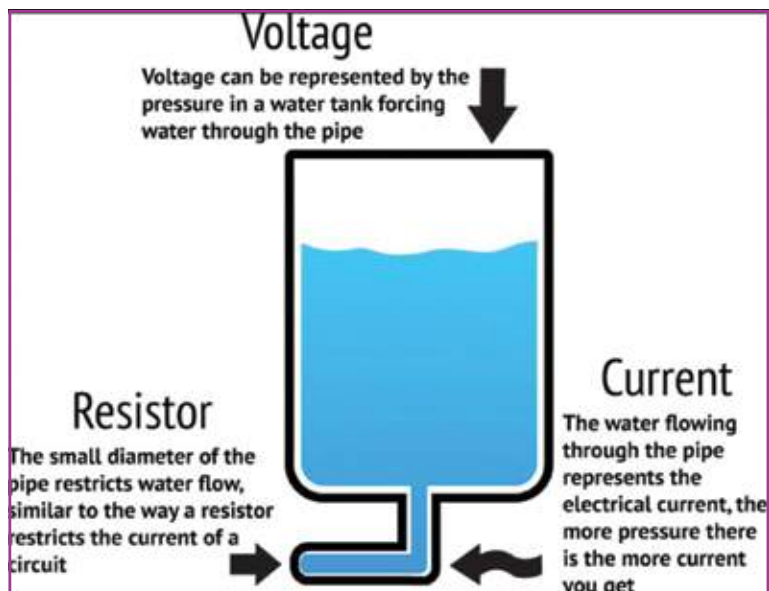 Voltage
Voltage can be represented by the
pressure in a water tank forcing
water through the pipe
Resistor
The small diameter of the
pipe restricts water flow,
similar to the way a resistor
restricts the current of a
circuit
Current
The water flowing
through the pipe
represents the
electrical current, the
more pressure there
is the more current
you get